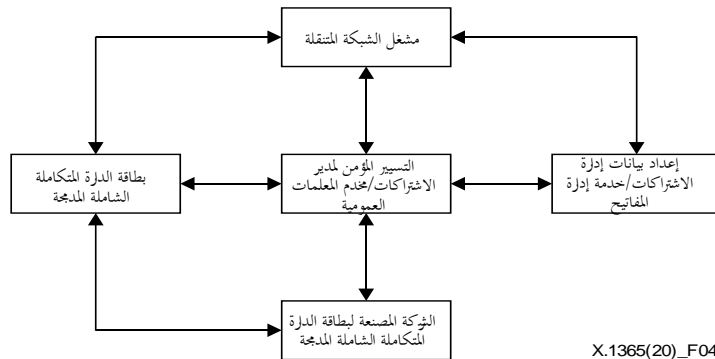 مشغل الشبكة المتنقلة
إعداد بيانات إدارة
الاشتراكات/خدمة إدارة
المفاتيح
التسيير المؤمن لمدير
الاشتراكات/مخدم المعلمات
العمومية
بطاقة الدارة المتكاملة
الشاملة المدمجة
الشركة المصنعة لبطاقة الدارة
المتكاملة الشاملة المدمجة
X.1365(20)_F04